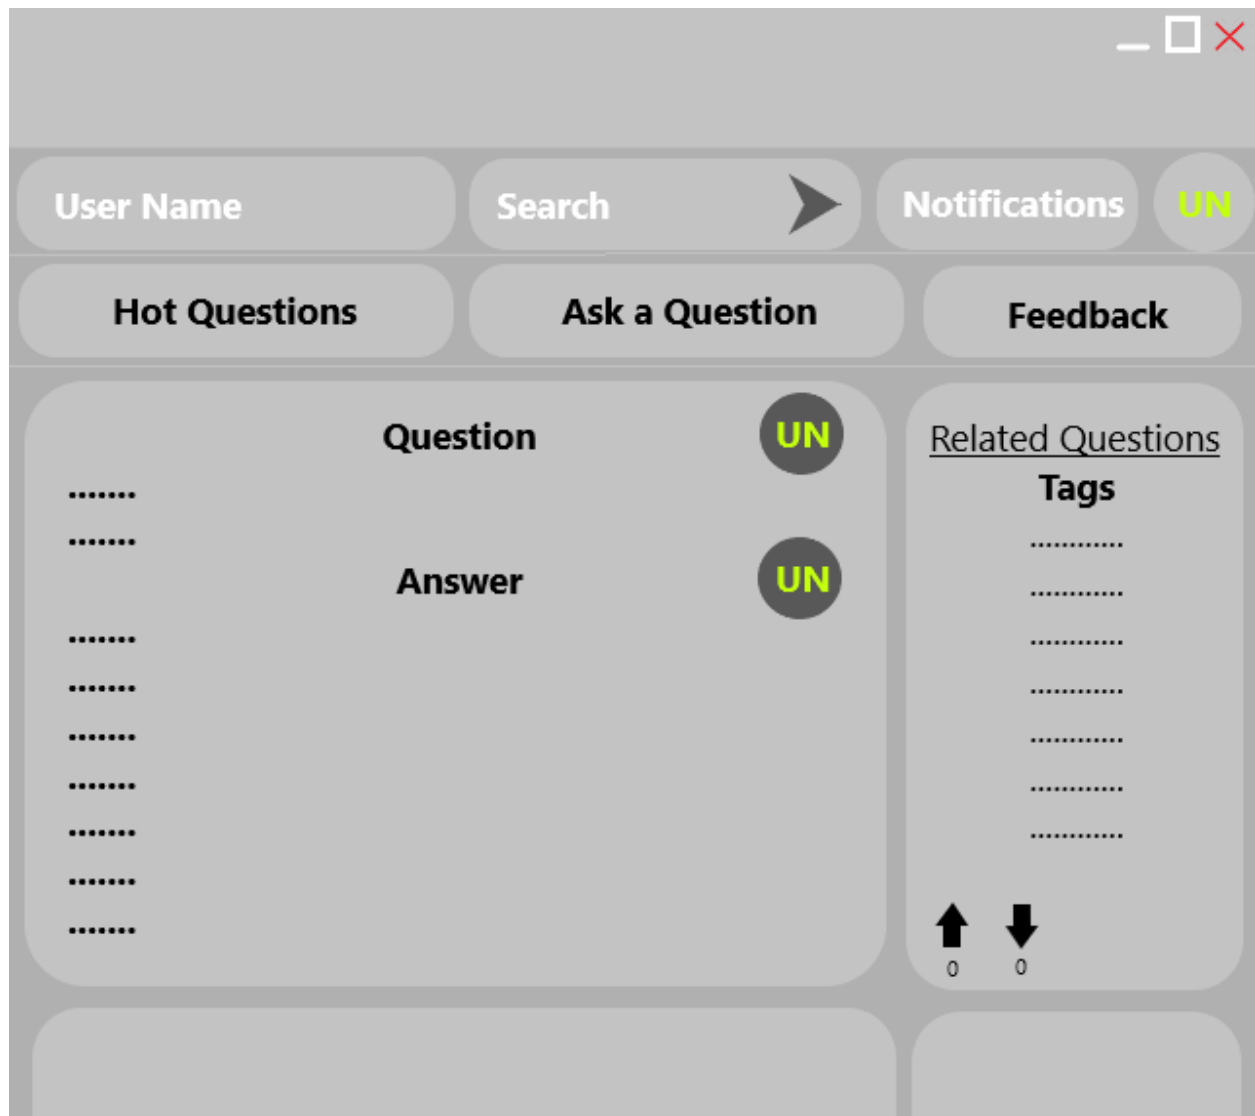 User Name
Search
Notifications
UN
Hot Questions
Ask a Question
Feedback
Question
UN
.......
.......
Answer
UN
.......
.......
.......
.......
.......
.......
.......
Related Questions
Tags
............
............
............
............
............
............
............
0 0